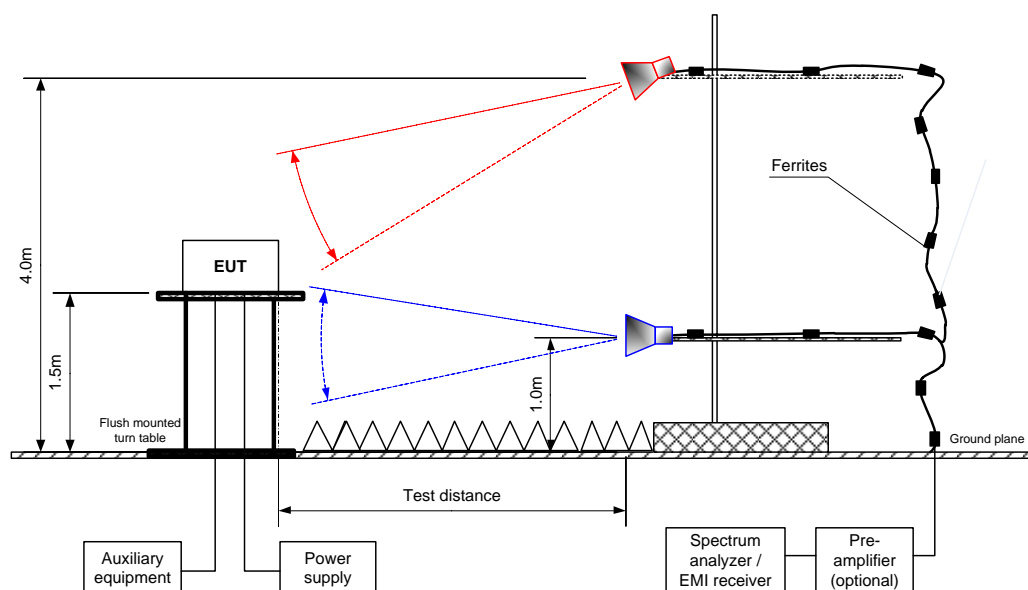 Ferrites
EUT
4.0m
1.5m
1.0m
Flush mounted
turn table
Ground plane
Test distance
Auxiliary
equipment
Power
supply
Spectrum
analyzer /
EMI receiver
Pre-
amplifier
(optional)